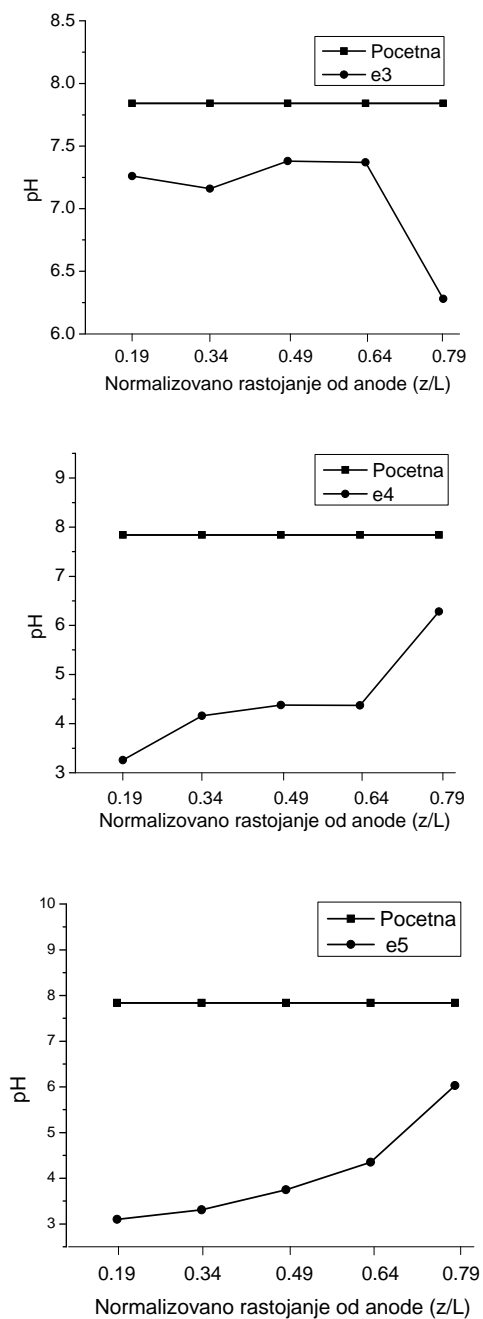 8.5
8.0
7.5
7.0
6.5
6.0
pH
Pocetna
e3
0.19 0.34 0.49 0.64 0.79
Normalizovano rastojanje od anode (z/L)
9
8
7
6
5
4
3
pH
Pocetna
e4
0.19 0.34 0.49 0.64 0.79
Normalizovano rastojanje od anode (z/L)
10
9
8
7
6
5
4
3
pH
Pocetna
e5
0.19 0.34 0.49 0.64 0.79
Normalizovano rastojanje od anode (z/L)